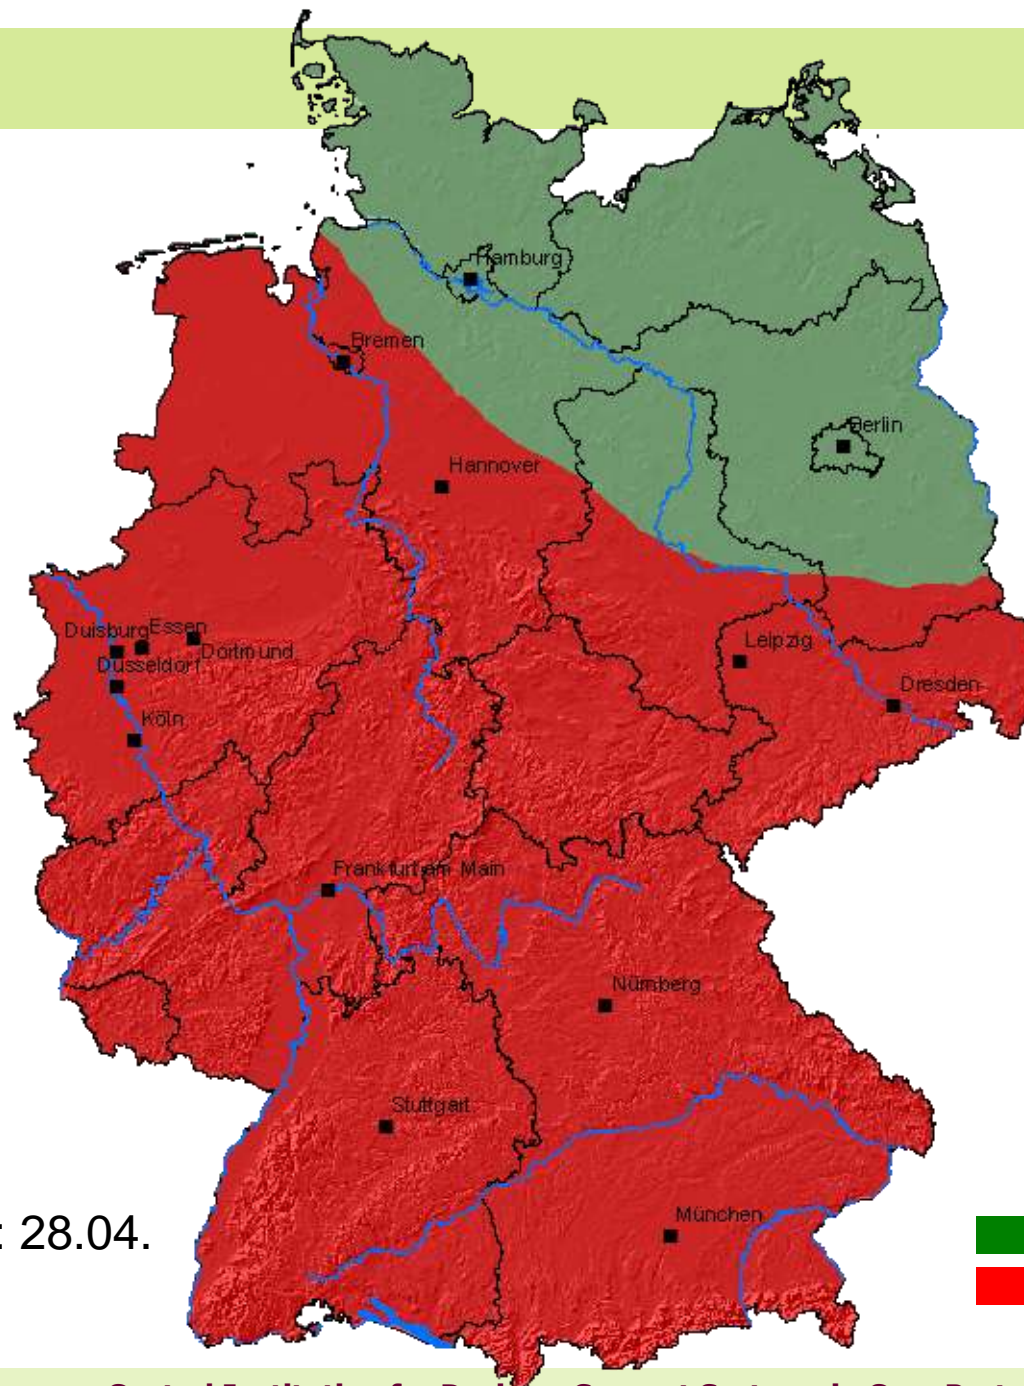 Hamburg
Bremen
Berlin
Hannover
Duisburg
Essen
Dortmund
Düsseldorf
Leipzig
Dresden
Köln
Frankfurt am Main
Nürnberg
Stuttgart
München
: 28.04.